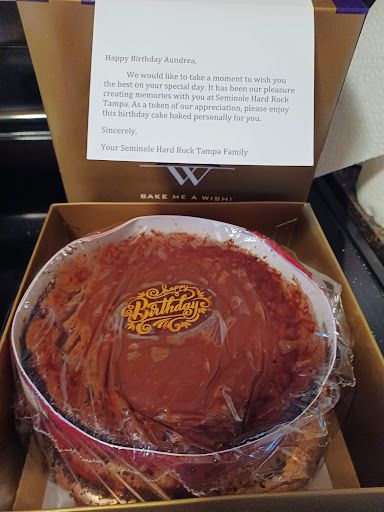 Happy Birthday Aundrea,
We would like to take a moment to wish you
the best on your special day. It has been our pleasure
creating memories with you at Seminole Hard Rock
Tampa. As a token of our appreciation, please enjoy
this birthday cake baked personally for you.
Sincerely,
Your Seminole Hard Rock Tampa Family
W
BAKE ME A WISH!
happy
Birthday